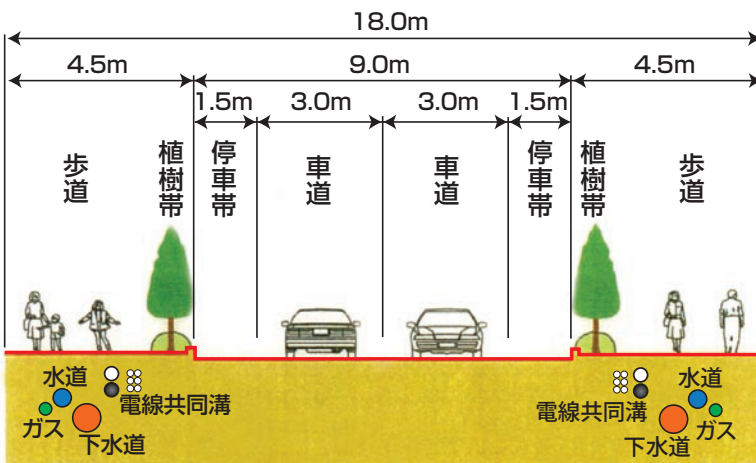 18.0m
4.5m
9.0m
4.5m
1.5m
3.0m
3.0m
1.5m
歩道
植樹帯
停車帯
車道
車道
停車帯
植樹帯
歩道
水道
電線共同溝
ガス
下水道
水道
電線共同溝
ガス
下水道